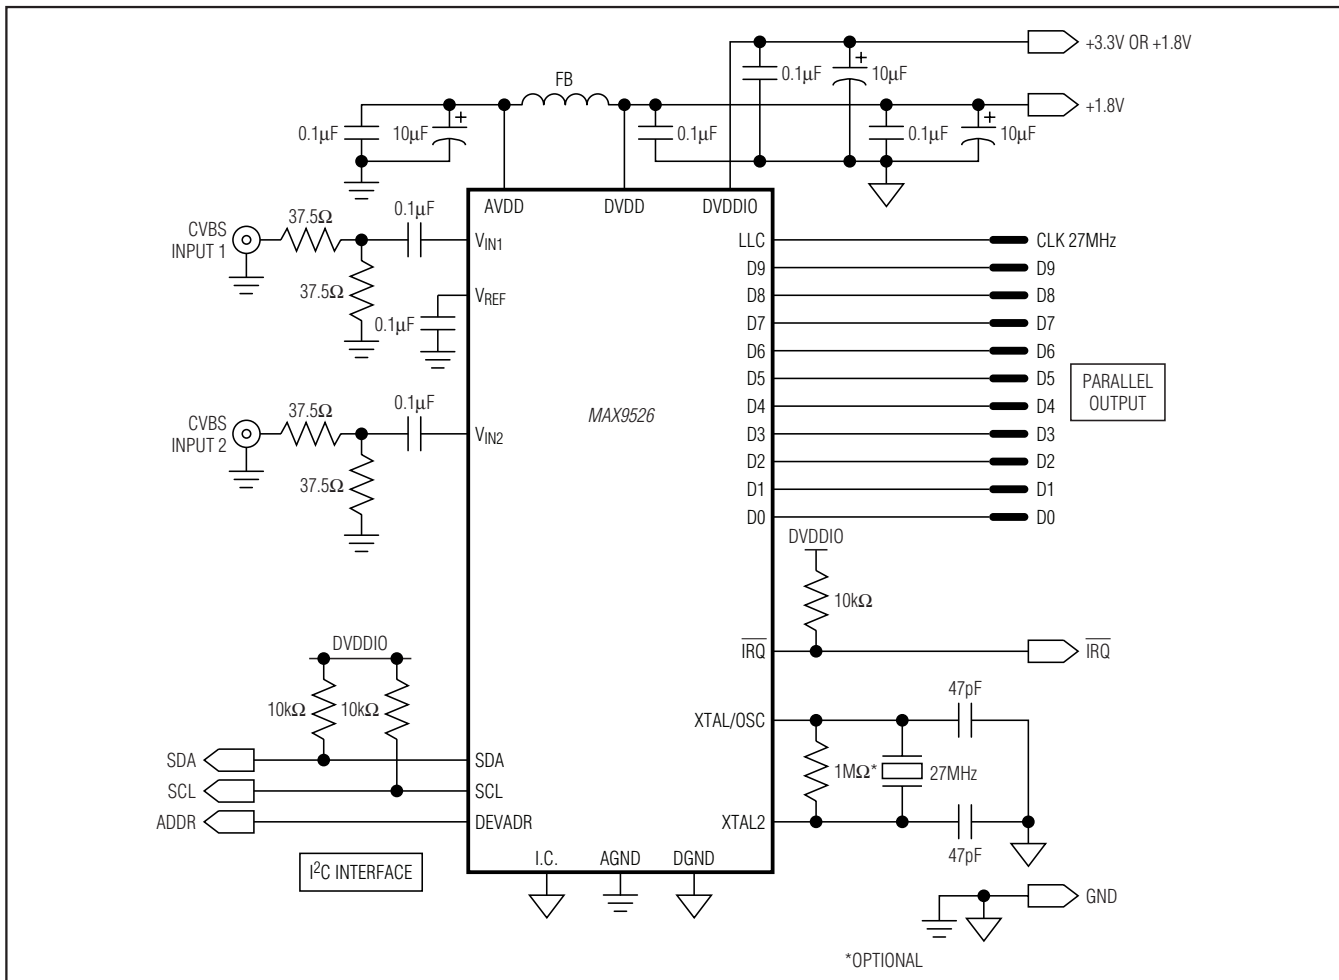 +3.3V OR +1.8V
0.1µF
10µF
FB
+1.8V
0.1µF
10µF
+
0.1µF
+
0.1µF
10µF
+
AVDD
DVDD
DVDDIO
CVBS
INPUT 1
37.5Ω
0.1µF
VIN1
37.5Ω
VREF
0.1µF
CVBS
INPUT 2
37.5Ω
0.1µF
VIN2
37.5Ω
MAX9526
LLC
CLK 27MHz
D9
D9
D8
D8
D7
D7
D6
D6
D5
D5
D4
D4
D3
D3
D2
D2
D1
D1
D0
D0
PARALLEL
OUTPUT
DVDDIO
10kΩ
IRQ
IRQ
DVDDIO
10kΩ
10kΩ
SDA
SDA
SCL
SCL
ADDR
DEVADR
I2C INTERFACE
XTAL/OSC
47pF
1MΩ*
27MHz
XTAL2
47pF
I.C.
AGND
DGND
GND
*OPTIONAL